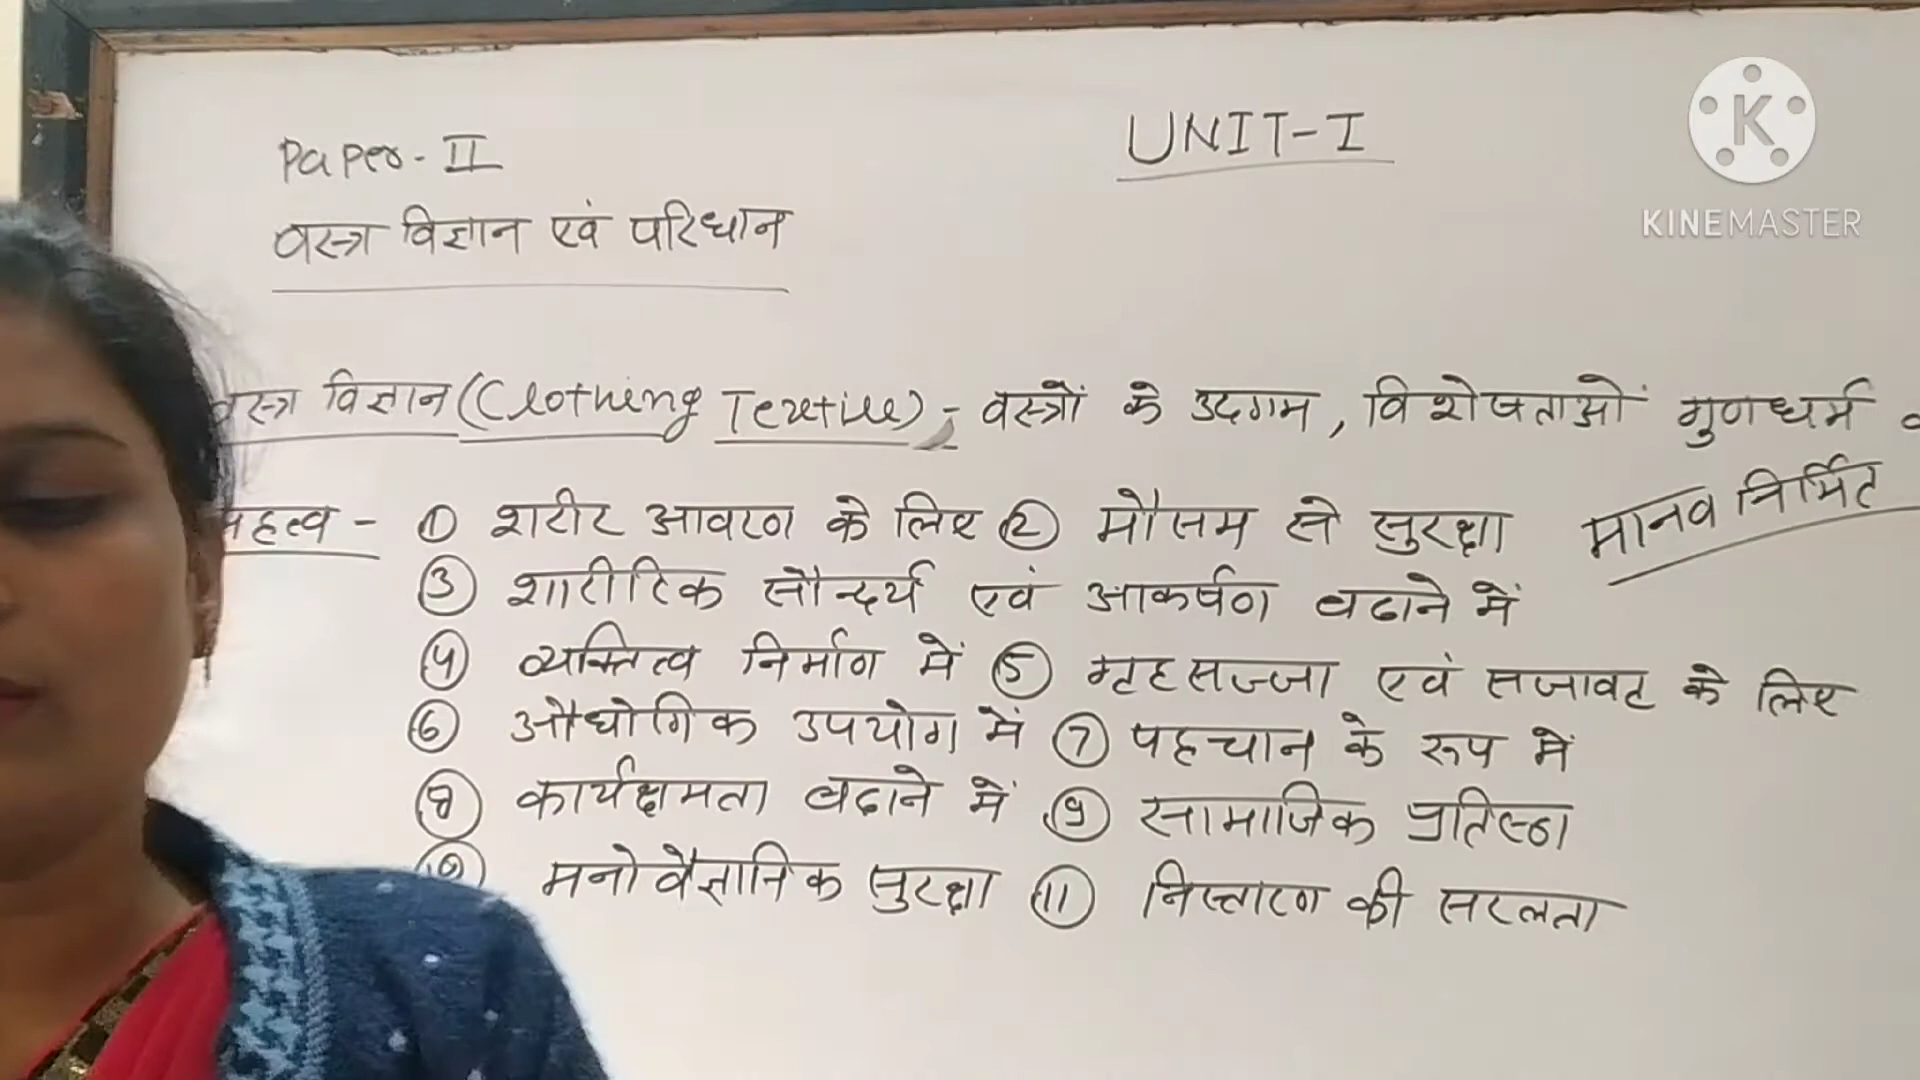 Paper-II
UNIT-I
वस्त्र विज्ञान एवं परिधान
KINEMASTER
वस्त्र विज्ञान (Clothing Textile) - वस्त्रों के उदगम, विशेषताओं गुणधर्म
मानव निर्मित
महत्व - ① शरीर आवरण के लिए ② मौसम से सुरक्षा
③ शारीरिक सौन्दर्य एवं आकर्षण बढाने में
④ व्यक्तित्व निर्माण में ⑤ गृहसज्जा एवं सजावट के लिए
⑥ औधोगिक उपयोग में ⑦ पहचान के रूप में
⑧ कार्यक्षमता बढाने में ⑨ सामाजिक प्रतिस्ठा
⑩ मनोवैज्ञानिक सुरक्षा ⑪ निस्तारण की सरलता